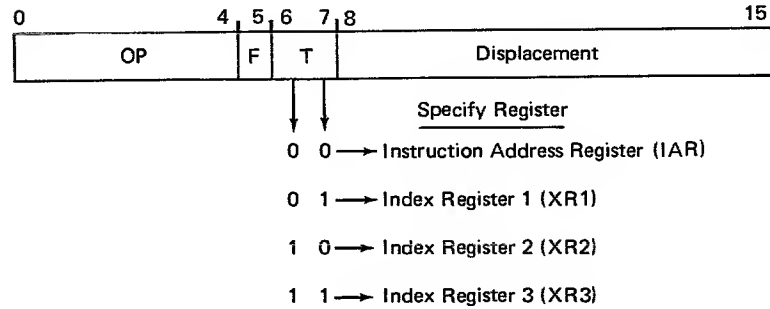 0 4 5 6 7 8 15
OP F T Displacement
Specify Register
0 0 → Instruction Address Register (IAR)
0 1 → Index Register 1 (XR1)
1 0 → Index Register 2 (XR2)
1 1 → Index Register 3 (XR3)